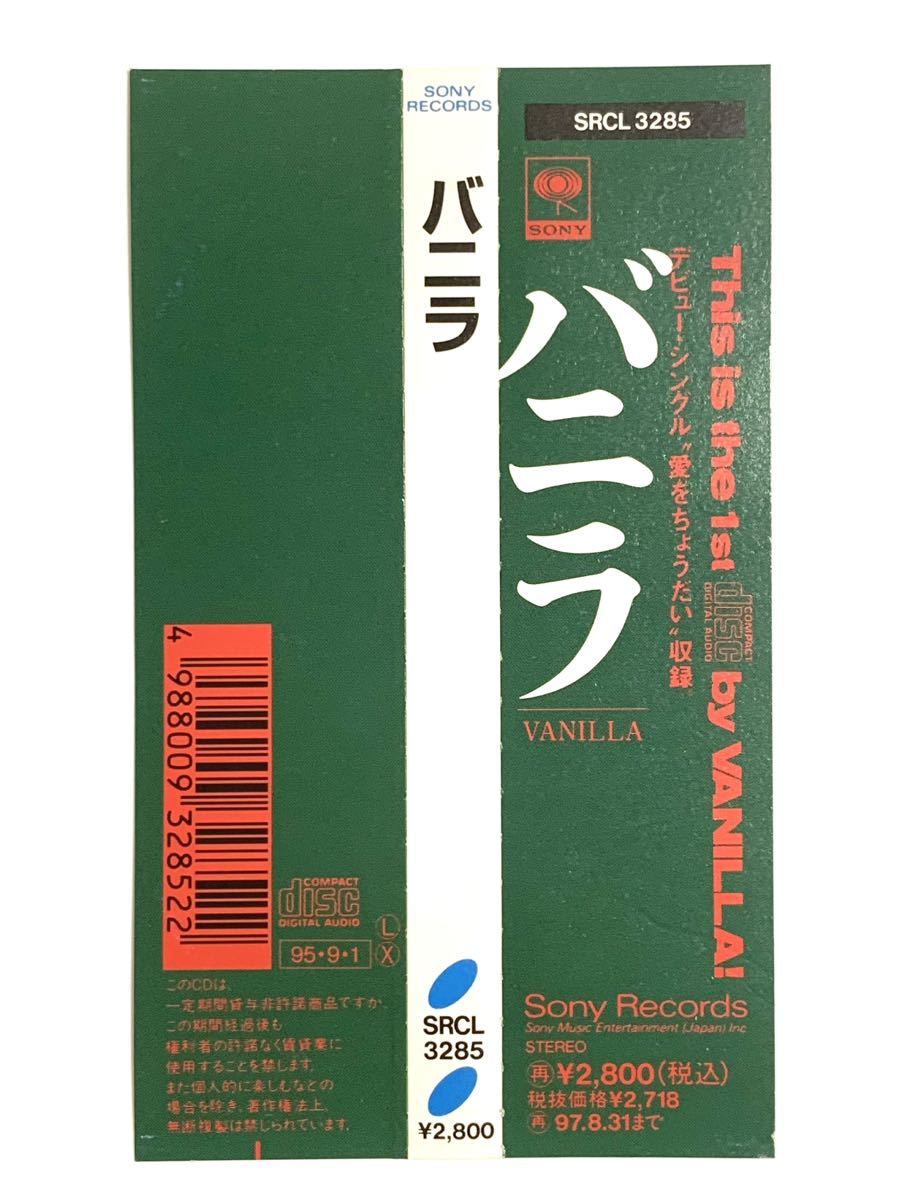 SRCL 3285
SONY
This is the 1st COMPACT disc DIGITAL AUDIO by VANILLA!
デビュー・シングル〝愛をちょうだい〟収録
バニラ
VANILLA
Sony Records
Sony Music Entertainment (Japan) Inc
STEREO
再 ¥2,800(税込)
税抜価格¥2,718
再 97.8.31まで
SONY
RECORDS
バニラ
SRCL
3285
¥2,800
4 988009 328522
COMPACT
disc
DIGITAL AUDIO
L
95・9・1
X
このCDは、
一定期間貸与非許諾商品ですが、
この期間経過後も
権利者の許諾なく賃貸業に
使用することを禁じます。
また個人的に楽しむなどの
場合を除き、著作権法上、
無断複製は禁じられています。